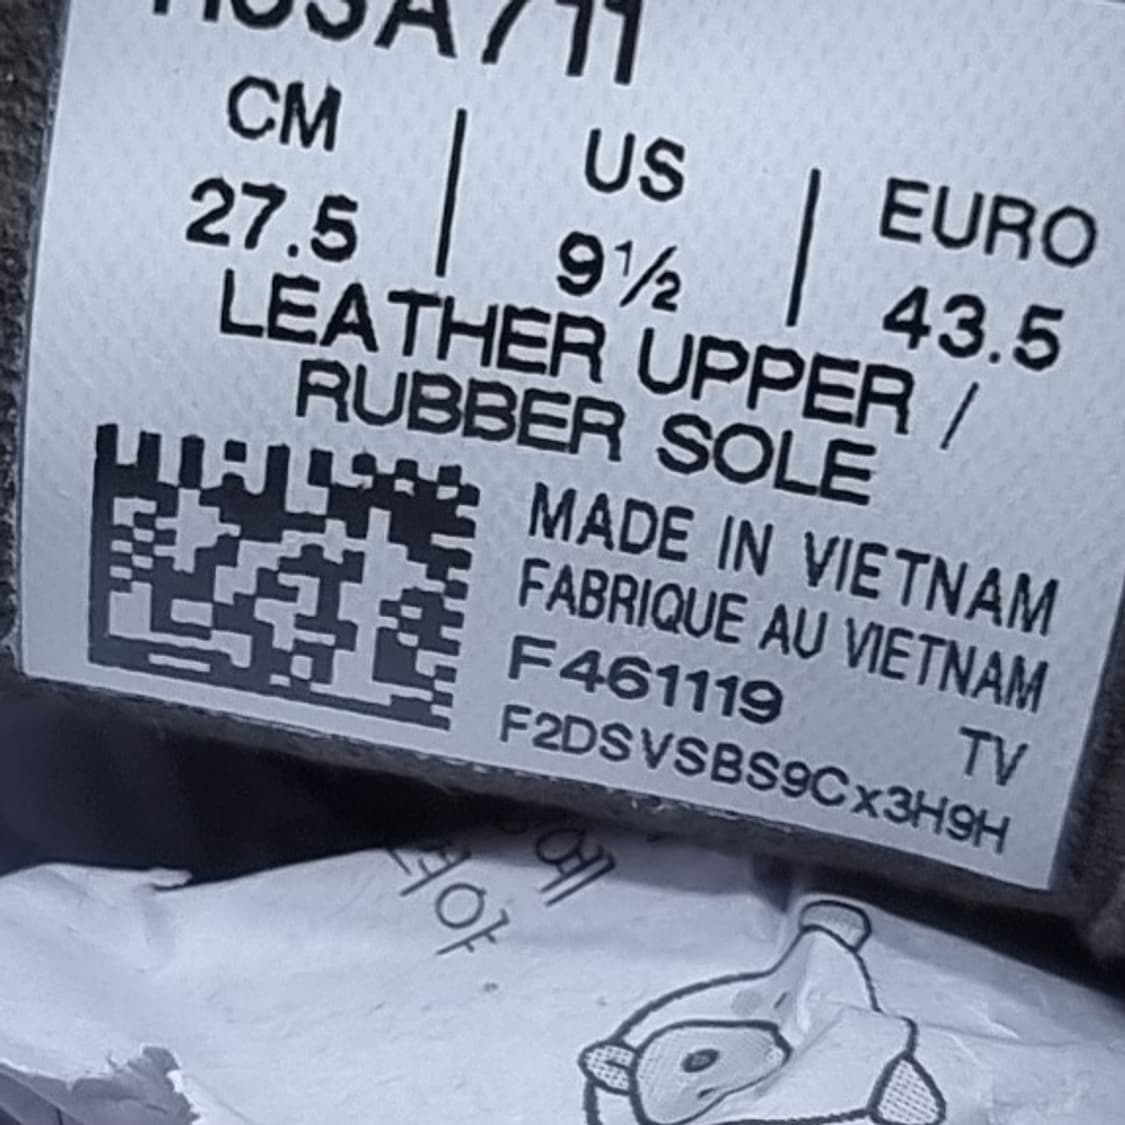 CM | US | EURO
27.5 | 9½ | 43.5
LEATHER UPPER /
RUBBER SOLE
MADE IN VIETNAM
FABRIQUE AU VIETNAM
F461119
TV
F2DSVSBS9Cx3H9H